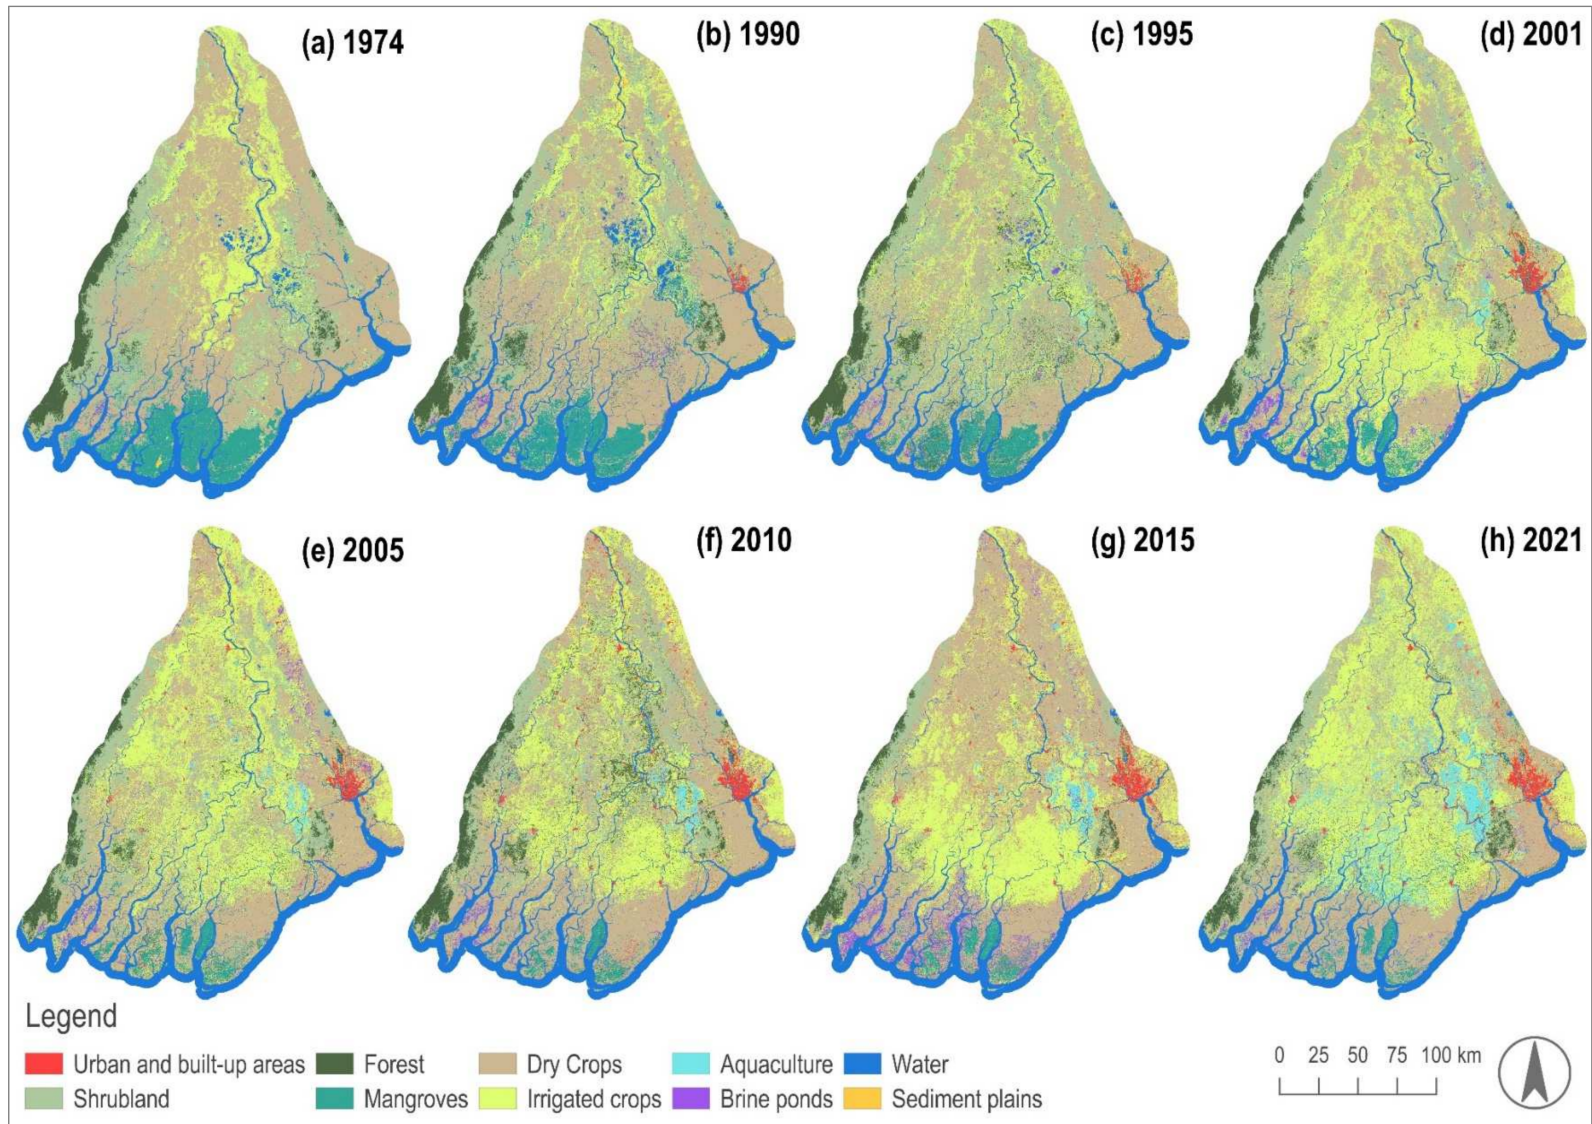 (a) 1974
(b) 1990
(c) 1995
(d) 2001
(e) 2005
(f) 2010
(g) 2015
(h) 2021
Legend
Urban and built-up areas
Forest
Dry Crops
Aquaculture
Water
Shrubland
Mangroves
Irrigated crops
Brine ponds
Sediment plains
0 25 50 75 100 km